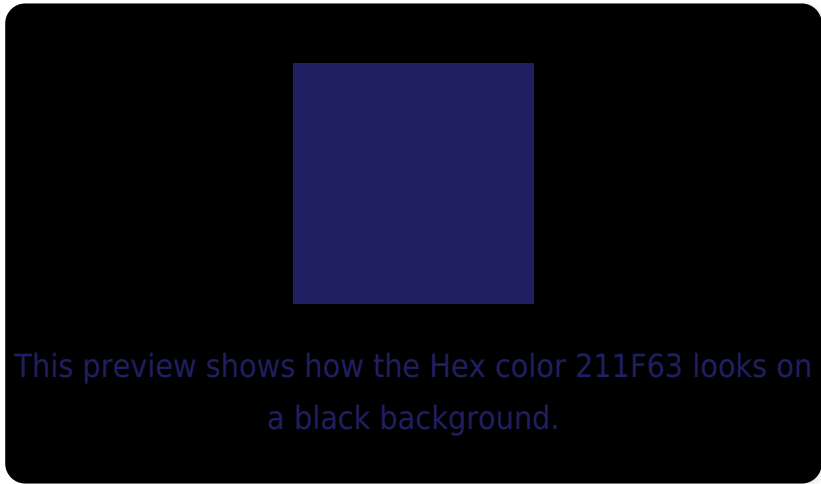 This preview shows how the Hex color 211F63 looks on
a black background.